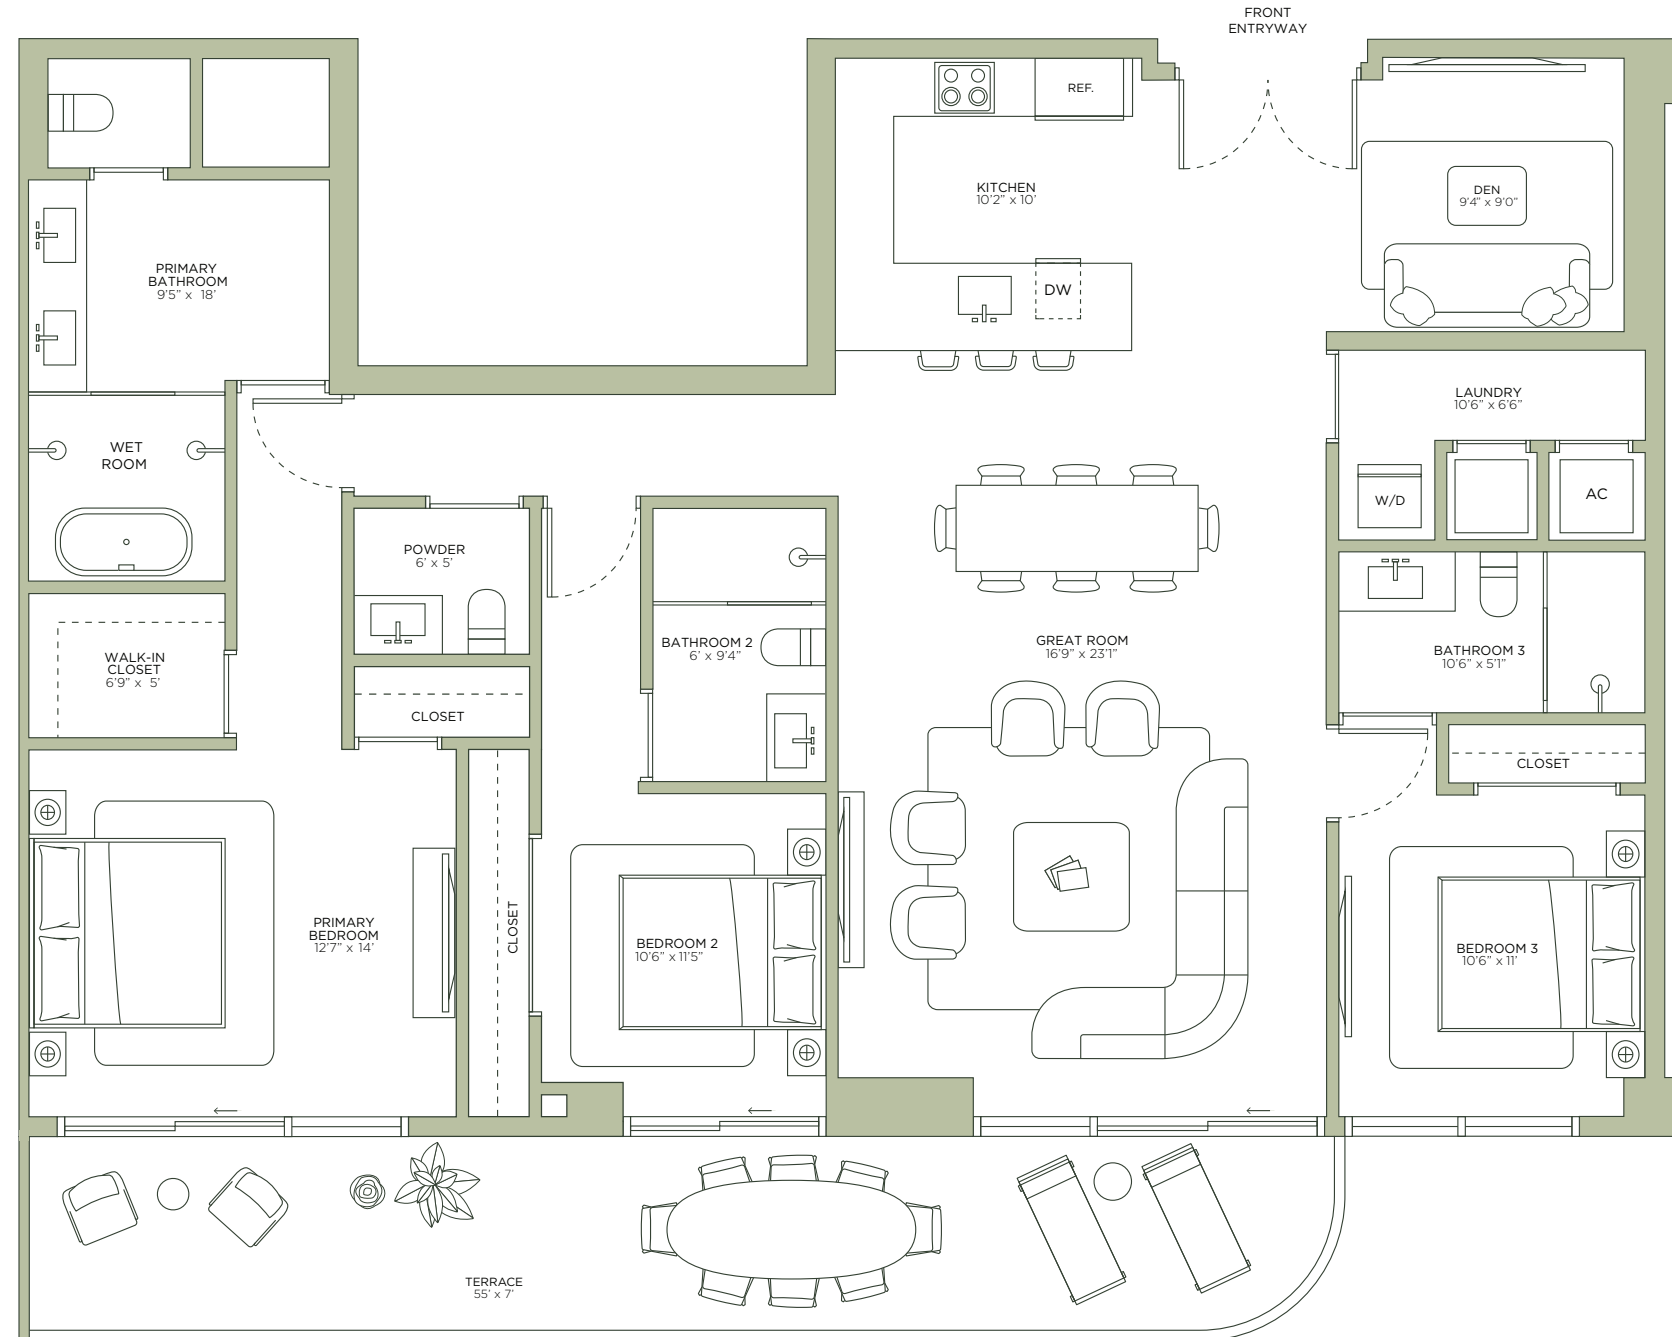 FRONT
ENTRYWAY
REF.
KITCHEN
10'2" x 10'
DEN
9'4" x 9'0"
PRIMARY
BATHROOM
9'5" x 18'
DW
LAUNDRY
10'6" x 6'6"
WET
ROOM
W/D
AC
POWDER
6' x 5'
BATHROOM 2
6' x 9'4"
GREAT ROOM
16'9" x 23'1"
BATHROOM 3
10'6" x 5'1"
WALK-IN
CLOSET
6'9" x 5'
CLOSET
CLOSET
PRIMARY
BEDROOM
12'7" x 14'
CLOSET
BEDROOM 2
10'6" x 11'5"
BEDROOM 3
10'6" x 11'
TERRACE
55' x 7'